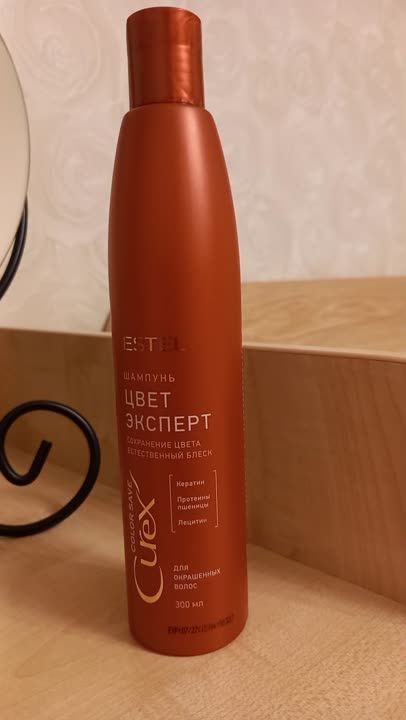 ESTEL
ШАМПУНЬ
ЦВЕТ
ЭКСПЕРТ
СОХРАНЕНИЕ ЦВЕТА
ЕСТЕСТВЕННЫЙ БЛЕСК
Кератин
Протеины
пшеницы
Лецитин
COLOR SAVE
Curex
ДЛЯ
ОКРАШЕННЫХ
ВОЛОС
300 МЛ